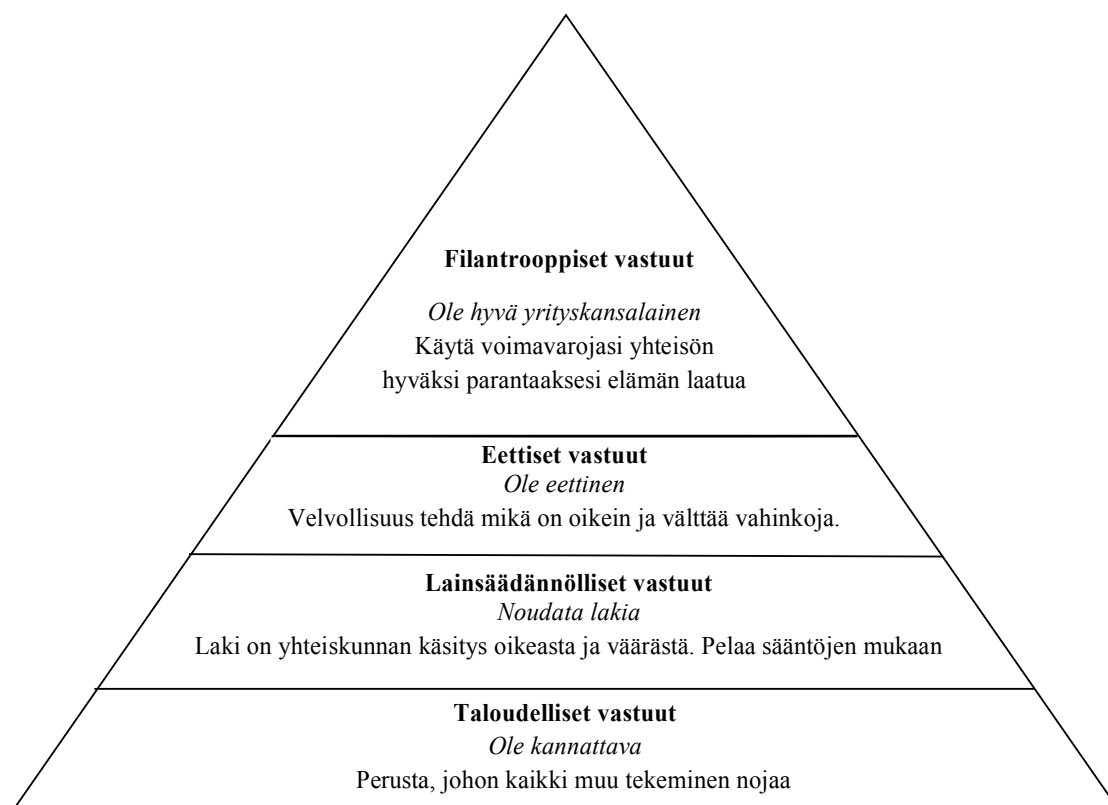 Filantrooppiset vastuut
Ole hyvä yrityskansalainen
Käytä voimavarojasi yhteisön
hyväksi parantaaksesi elämän laatua
Eettiset vastuut
Ole eettinen
Velvollisuus tehdä mikä on oikein ja välttää vahinkoja.
Lainsäädännölliset vastuut
Noudata lakia
Laki on yhteiskunnan käsitys oikeasta ja väärästä. Pelaa sääntöjen mukaan
Taloudelliset vastuut
Ole kannattava
Perusta, johon kaikki muu tekeminen nojaa